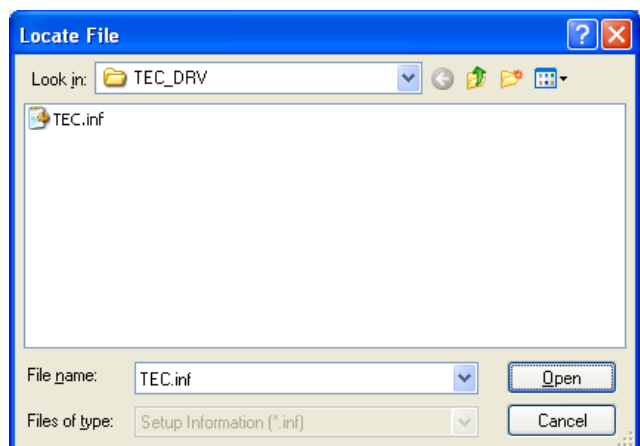 Locate File
Look in: TEC_DRV
TEC.inf
File name: TEC.inf Open
Files of type: Setup Information (*.inf) Cancel